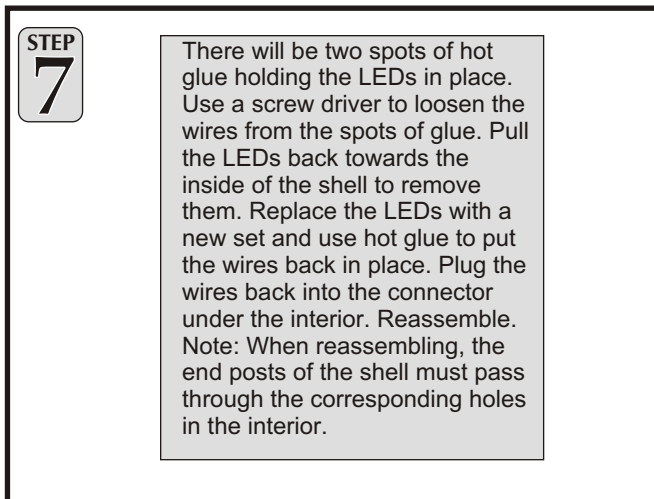 STEP
7
There will be two spots of hot
glue holding the LEDs in place.
Use a screw driver to loosen the
wires from the spots of glue. Pull
the LEDs back towards the
inside of the shell to remove
them. Replace the LEDs with a
new set and use hot glue to put
the wires back in place. Plug the
wires back into the connector
under the interior. Reassemble.
Note: When reassembling, the
end posts of the shell must pass
through the corresponding holes
in the interior.